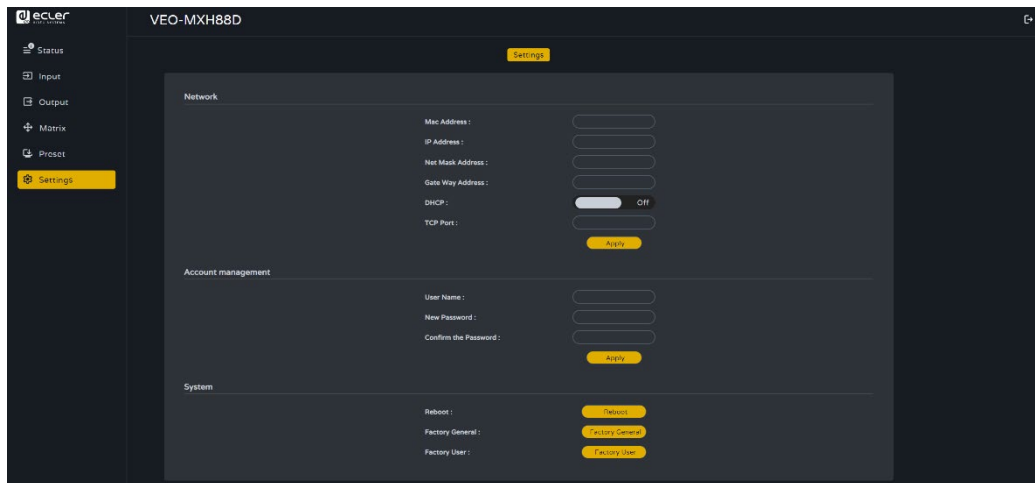 ecler
VEO-MXH88D
Status
Input
Output
Matrix
Preset
Settings
Settings
Network
Mac Address :
IP Address :
Net Mask Address :
Gate Way Address :
DHCP :
Off
TCP Port :
Apply
Account management
User Name :
New Password :
Confirm the Password :
Apply
System
Reboot :
Reboot
Factory General :
Factory General
Factory User :
Factory User